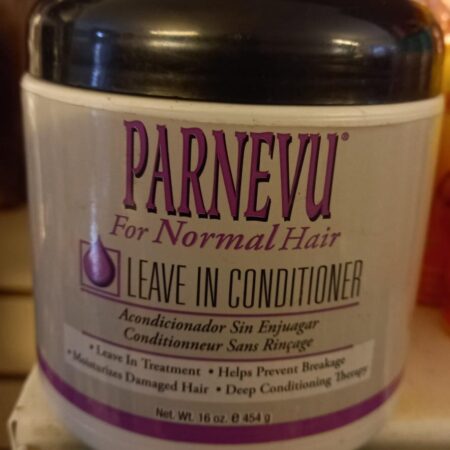 PARNEVU®
For Normal Hair
LEAVE IN CONDITIONER
Acondicionador Sin Enjuagar
Conditionneur Sans Rinçage
• Leave In Treatment • Helps Prevent Breakage
• Moisturizes Damaged Hair • Deep Conditioning Therapy
Net. Wt. 16 oz. ℮ 454 g